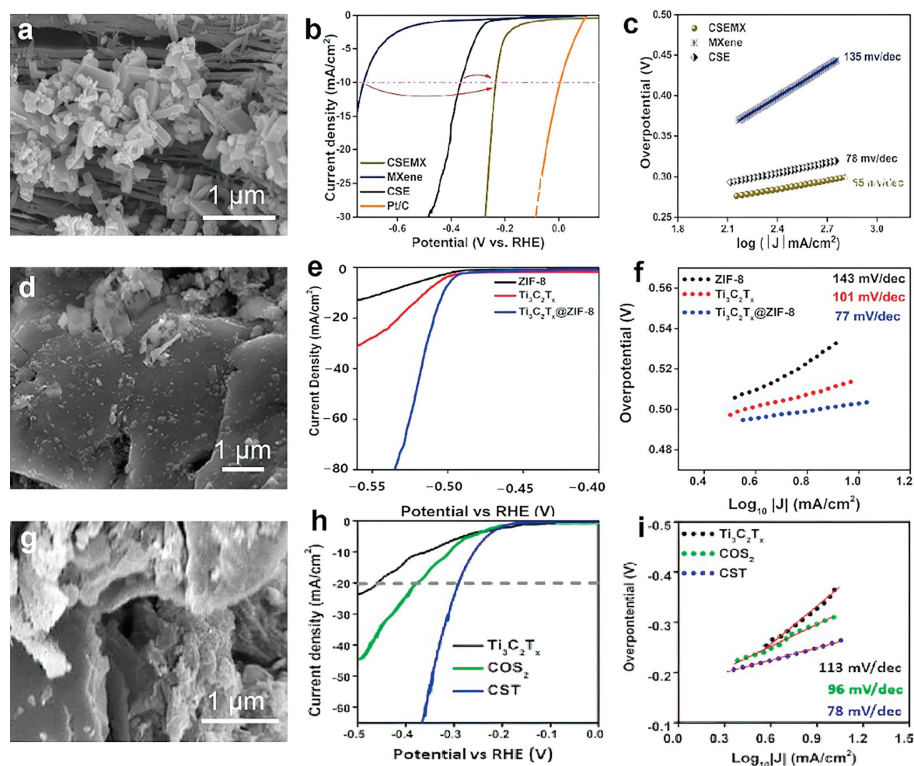 a
1 μm
b
Current density (mA/cm²)
0
-5
-10
-15
-20
-25
-30
-0.6
-0.4
-0.2
0.0
Potential (V vs. RHE)
CSEMX
MXene
CSE
Pt/C
c
Overpotential (V)
0.45
0.40
0.35
0.30
0.25
1.8
2.1
2.4
2.7
3.0
log (|J|mA/cm²)
CSEMX
MXene
CSE
135 mv/dec
78 mv/dec
d
1 μm
e
Current Density (mA/cm²)
0
−20
−40
−60
−80
−0.55
−0.50
−0.45
−0.40
Potential vs RHE (V)
ZIF-8
Ti₃C₂Tₓ
Ti₃C₂Tₓ@ZIF-8
f
Overpotential (V)
0.56
0.54
0.52
0.50
0.48
0.4
0.6
0.8
1.0
1.2
Log₁₀ |J| (mA/cm²)
ZIF-8
Ti₃C₂Tₓ
Ti₃C₂Tₓ@ZIF-8
143 mV/dec
101 mV/dec
77 mV/dec
g
1 μm
h
Current density (mA/cm²)
0
-10
-20
-30
-40
-50
-60
-0.5
-0.4
-0.3
-0.2
-0.1
0.0
Potential vs RHE (V)
Ti₃C₂Tₓ
COS₂
CST
i
Overpontential (V)
-0.5
-0.4
-0.3
-0.2
-0.1
0.0
0.3
0.6
0.9
1.2
1.5
Log₁₀|J| (mA/cm²)
Ti₃C₂Tₓ
COS₂
CST
113 mV/dec
96 mV/dec
78 mV/dec